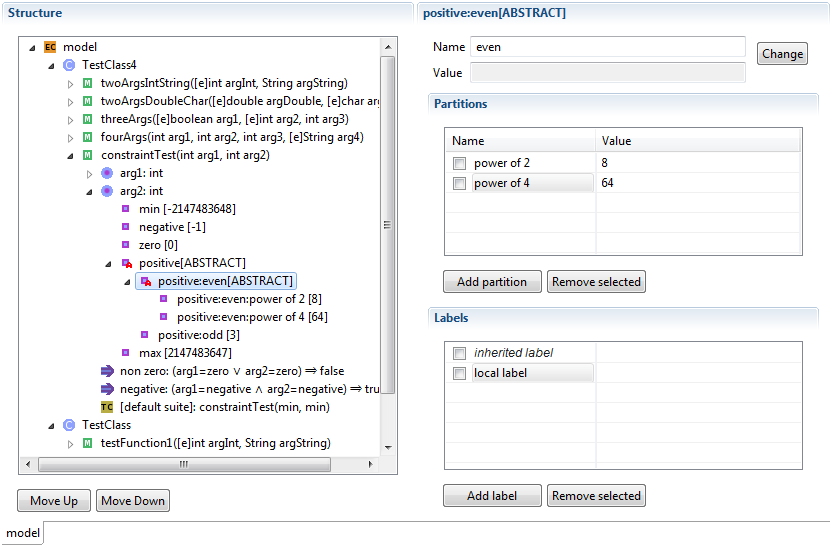 Structure
EC model
C TestClass4
M twoArgsIntString([e]int argInt, String argString)
M twoArgsDoubleChar([e]double argDouble, [e]char ar
M threeArgs([e]boolean arg1, [e]int arg2, int arg3)
M fourArgs(int arg1, int arg2, int arg3, [e]String arg4)
M constraintTest(int arg1, int arg2)
arg1: int
arg2: int
min [-2147483648]
negative [-1]
zero [0]
positive[ABSTRACT]
positive:even[ABSTRACT]
positive:even:power of 2 [8]
positive:even:power of 4 [64]
positive:odd [3]
max [2147483647]
non zero: (arg1=zero ∨ arg2=zero) ⇒ false
negative: (arg1=negative ∧ arg2=negative) ⇒ tru
TC [default suite]: constraintTest(min, min)
C TestClass
M testFunction1([e]int argInt, String argString)
Move Up Move Down
model
positive:even[ABSTRACT]
Name even Change
Value
Partitions
Name Value
power of 2 8
power of 4 64
Add partition Remove selected
Labels
inherited label
local label
Add label Remove selected